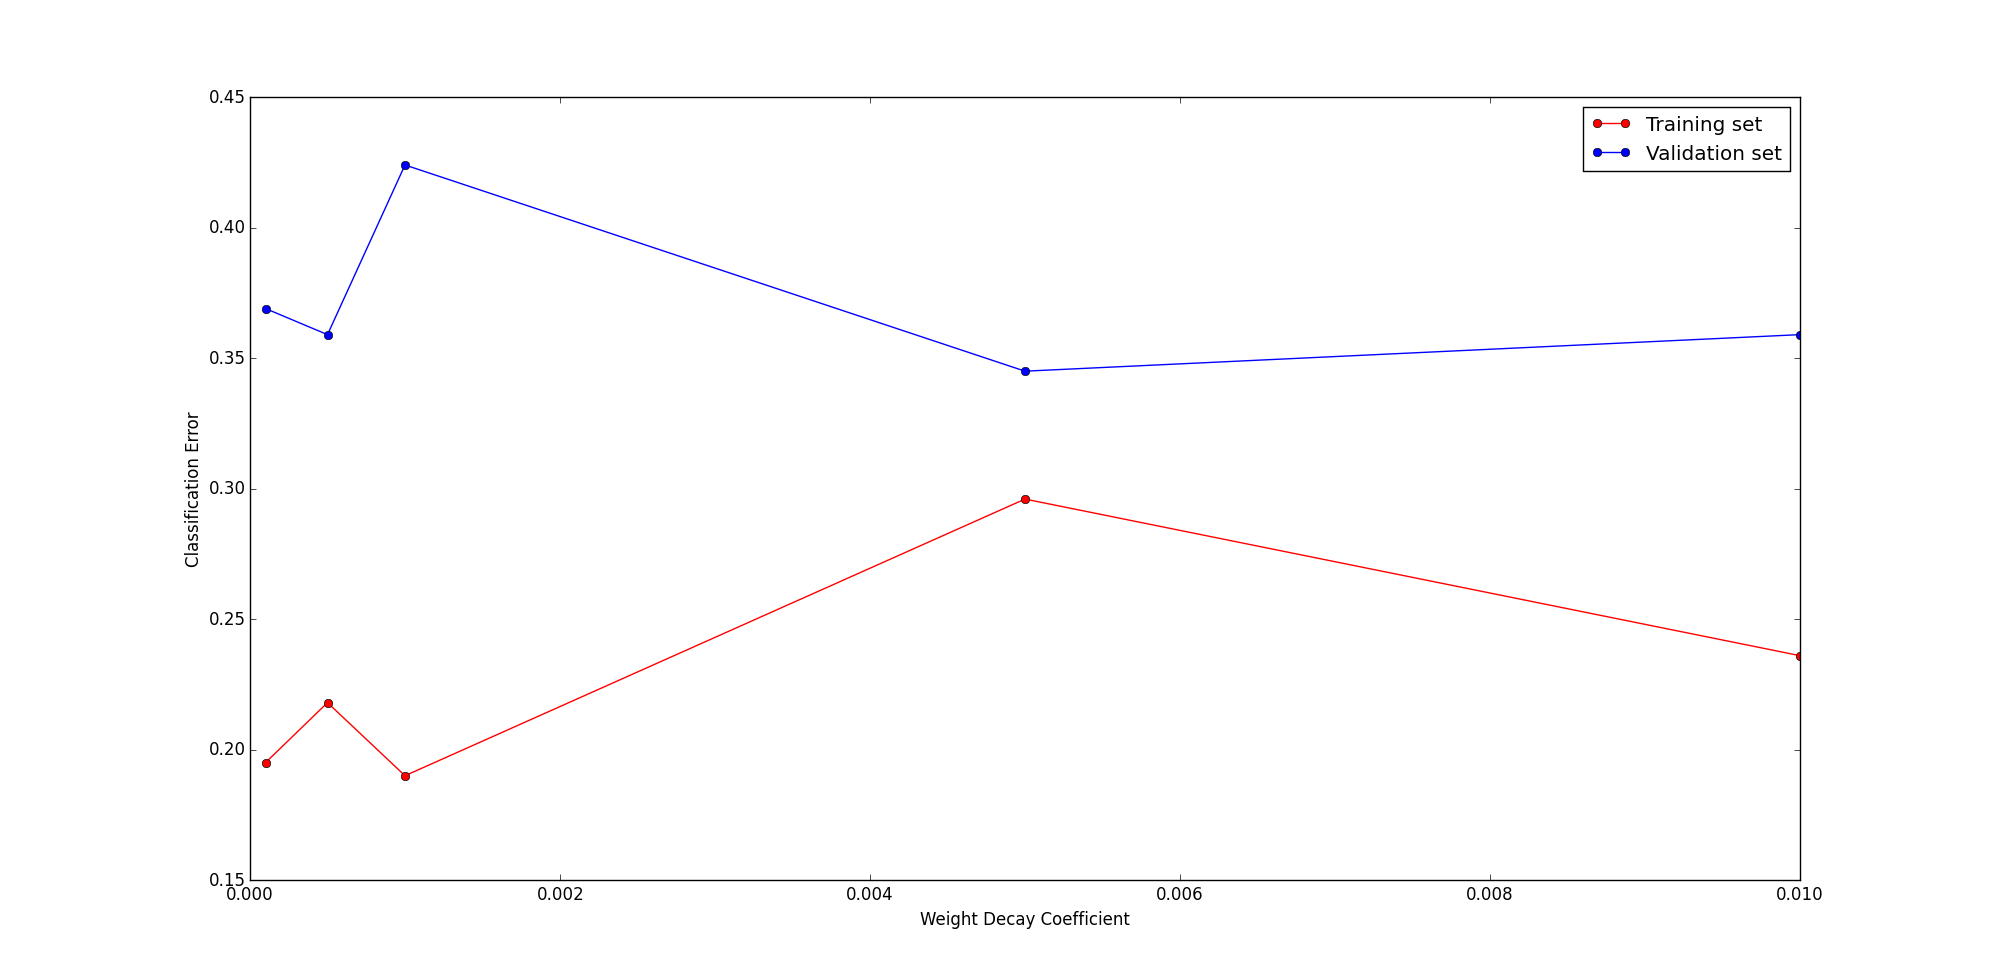 0.45
0.40
0.35
0.30
0.25
0.20
0.15
Classification Error
Training set
Validation set
0.000 0.002 0.004 0.006 0.008 0.010
Weight Decay Coefficient